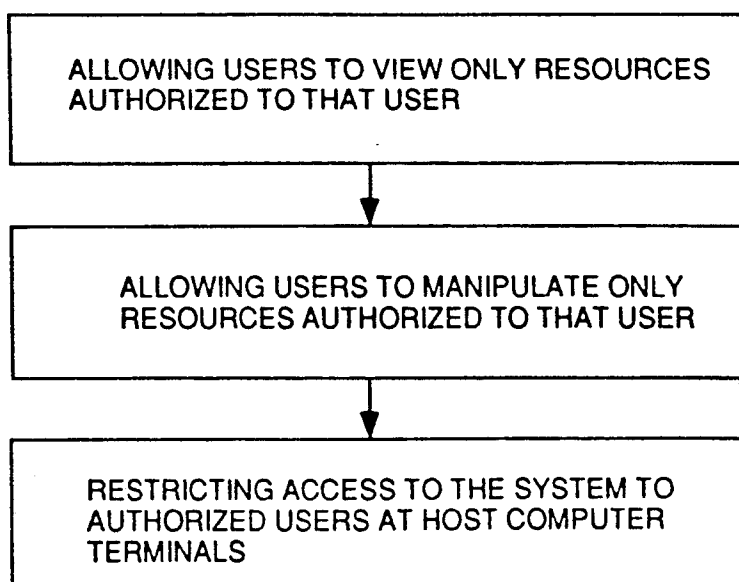 ALLOWING USERS TO VIEW ONLY RESOURCES
AUTHORIZED TO THAT USER
ALLOWING USERS TO MANIPULATE ONLY
RESOURCES AUTHORIZED TO THAT USER
RESTRICTING ACCESS TO THE SYSTEM TO
AUTHORIZED USERS AT HOST COMPUTER
TERMINALS